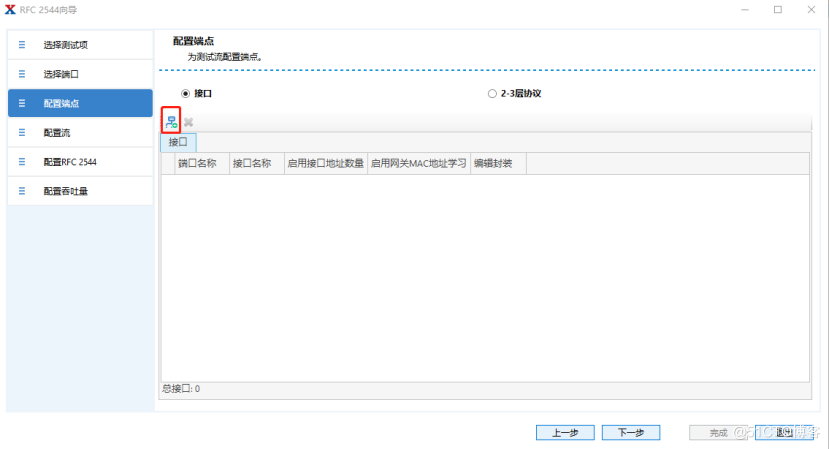 RFC 2544向导
选择测试项
选择端口
配置端点
配置流
配置RFC 2544
配置吞吐量
配置端点
为测试流配置端点。
接口
2-3层协议
接口
端口名称 接口名称 启用接口地址数量 启用网关MAC地址学习 编辑封装
总接口: 0
上一步 下一步 完成 退出
@51CTO博客